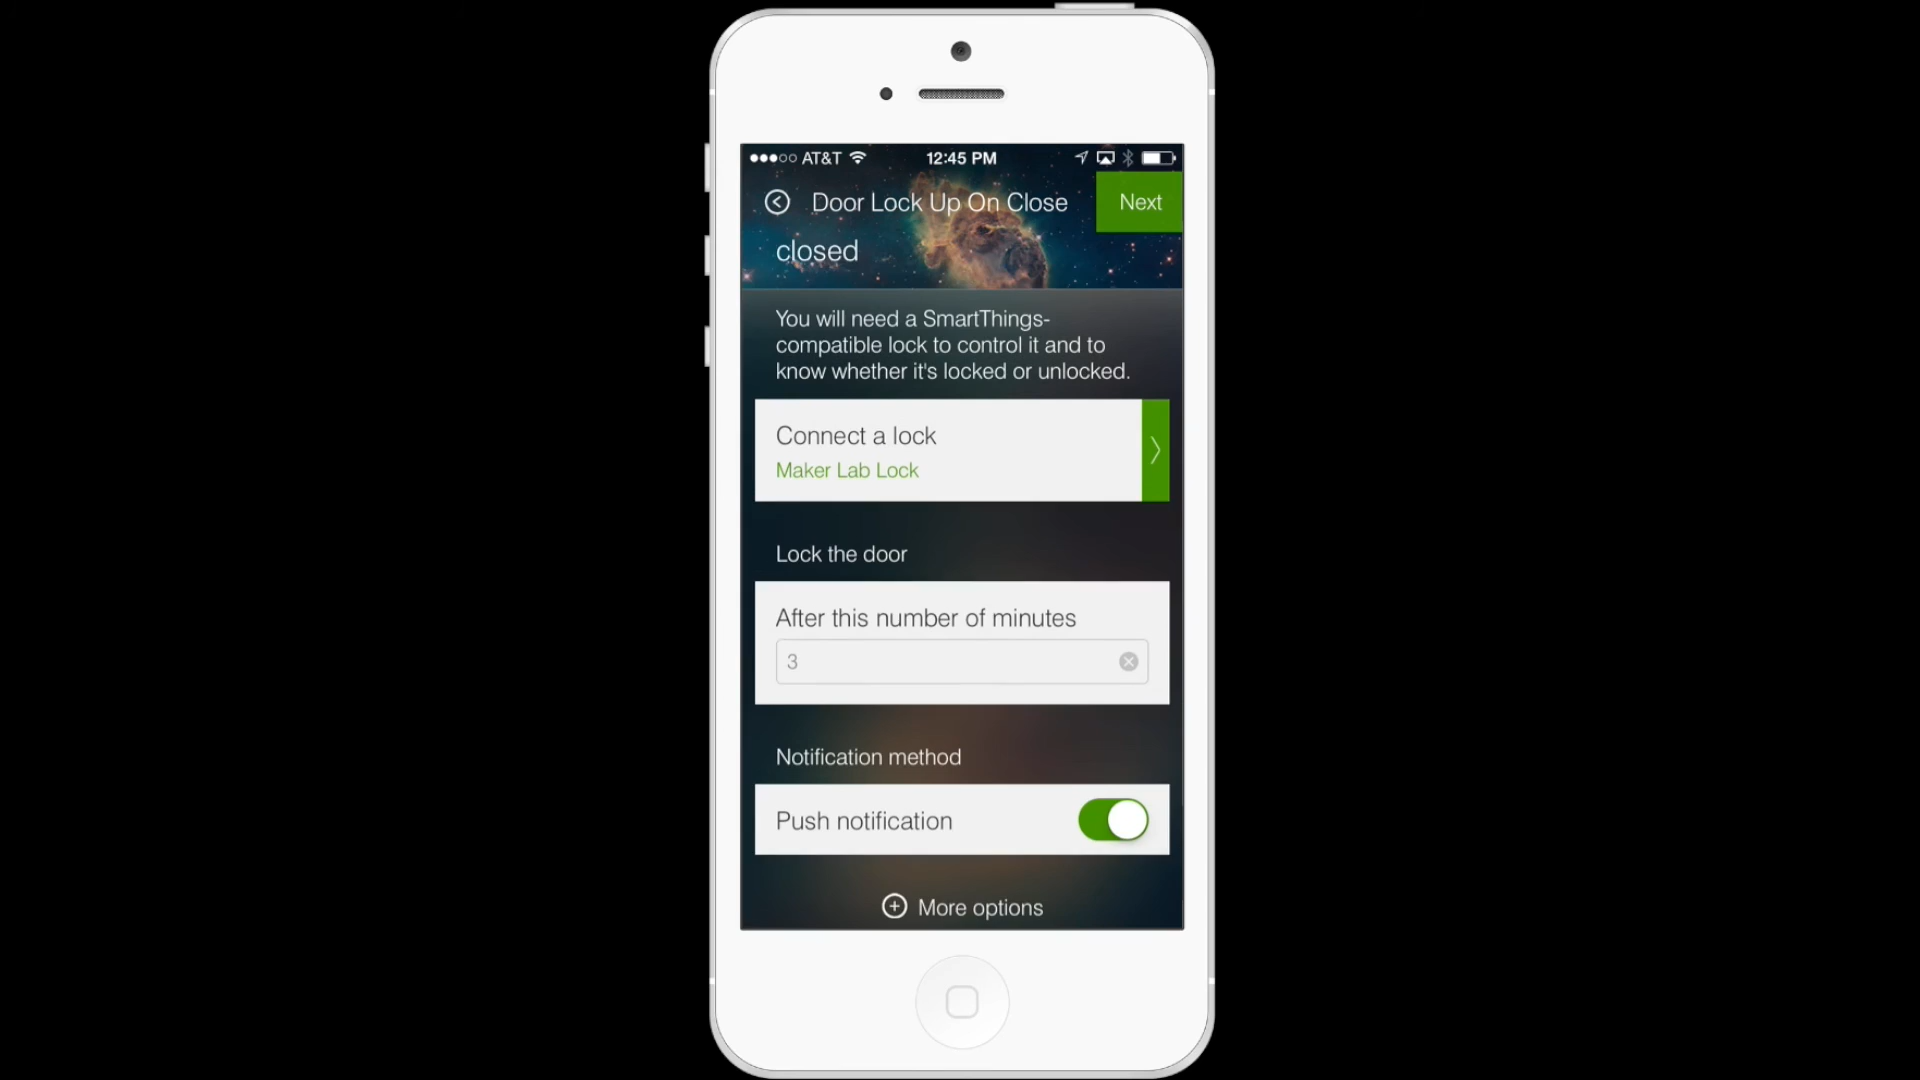 AT&T 12:45 PM
Door Lock Up On Close Next
closed
You will need a SmartThings-
compatible lock to control it and to
know whether it's locked or unlocked.
Connect a lock
Maker Lab Lock
Lock the door
After this number of minutes
3
Notification method
Push notification
More options